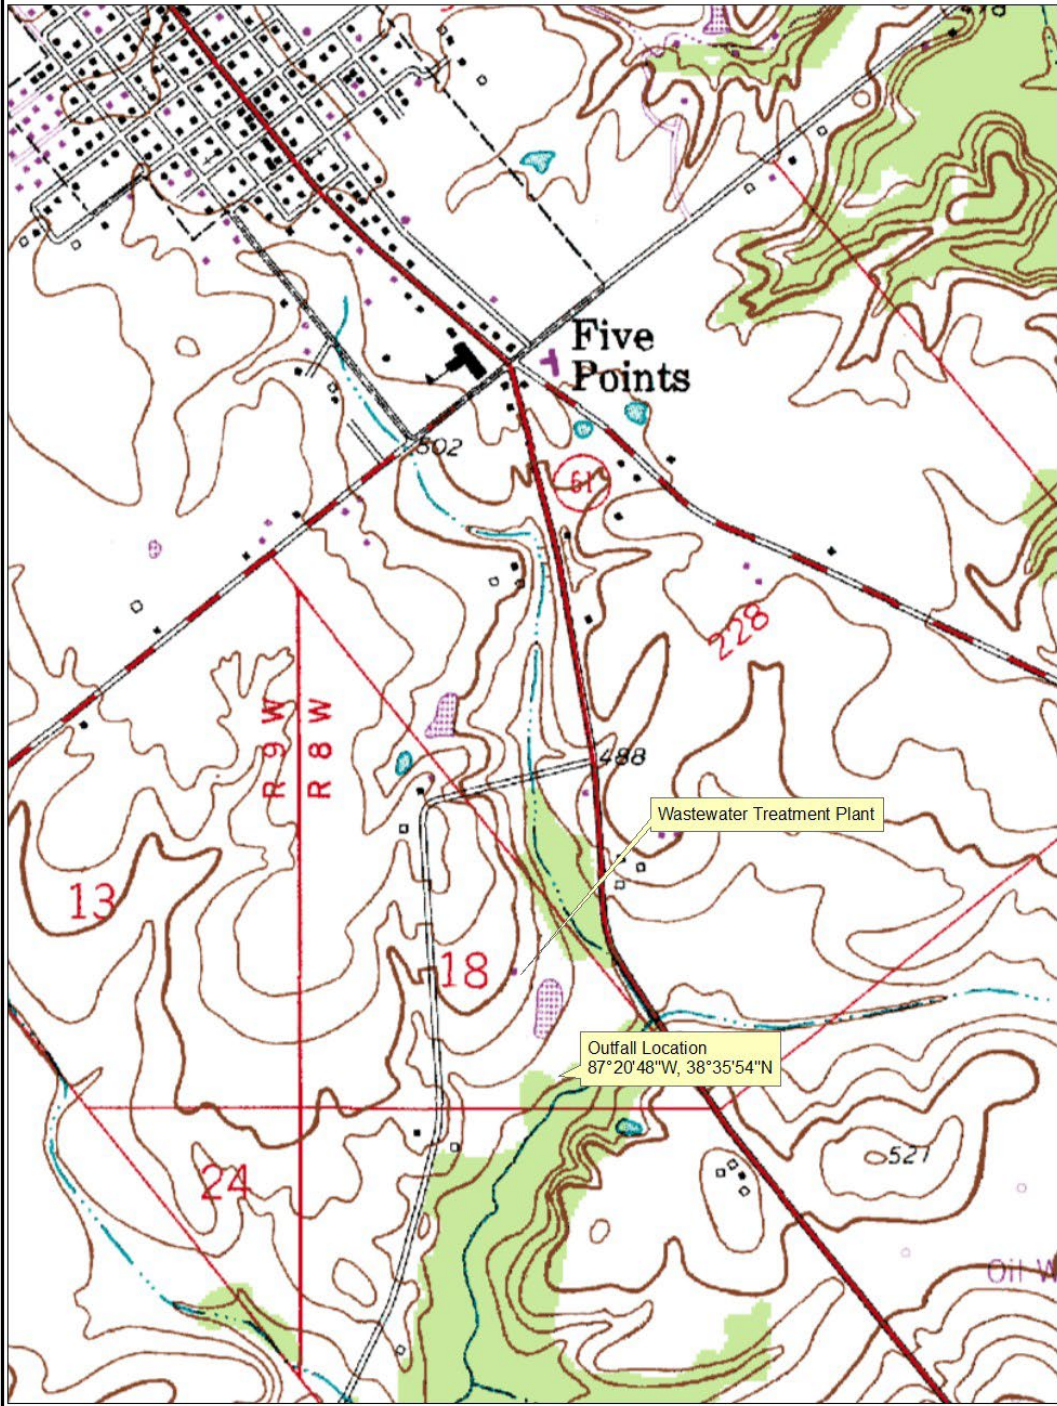 Five
Points
502
61
228
R 9 W
R 8 W
488
Wastewater Treatment Plant
13
18
Outfall Location
87°20'48"W, 38°35'54"N
527
24
Oil W